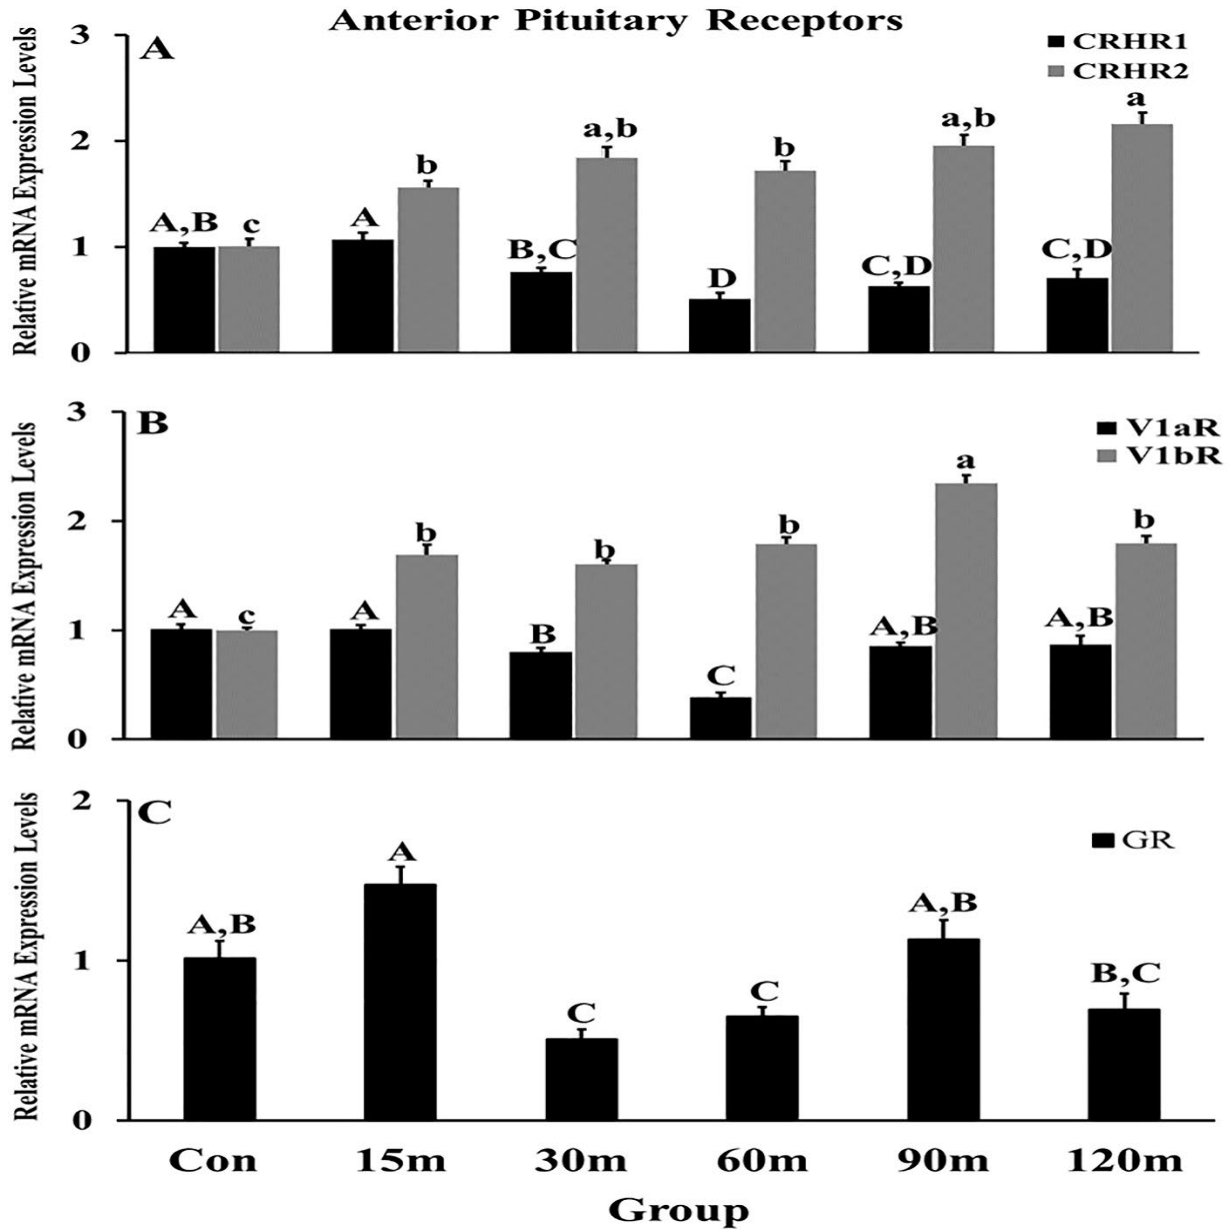 Anterior Pituitary Receptors
A
CRHR1
CRHR2
Relative mRNA Expression Levels
3
2
1
0
A,B c A b B,C a,b D b C,D a,b C,D a
B
V1aR
V1bR
Relative mRNA Expression Levels
3
2
1
0
A c A b B b C b A,B a A,B b
C
GR
Relative mRNA Expression Levels
2
1
0
A,B A C C A,B B,C
Con 15m 30m 60m 90m 120m
Group